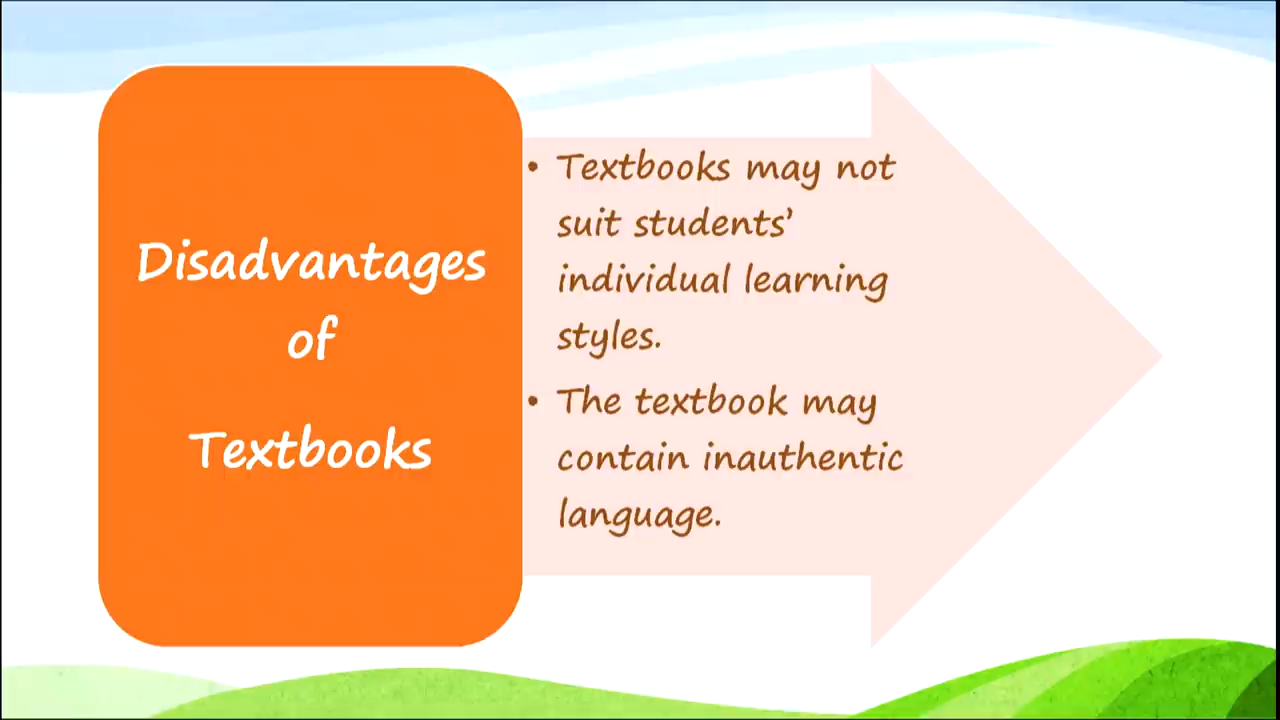 Disadvantages
of
Textbooks
• Textbooks may not
suit students’
individual learning
styles.
• The textbook may
contain inauthentic
language.